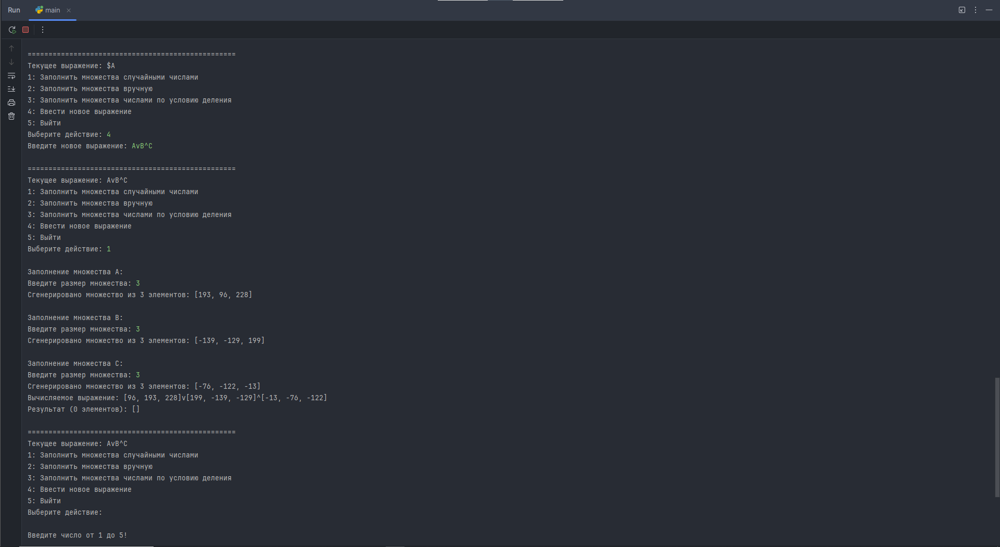 Run main
==================================================
Текущее выражение: $A
1: Заполнить множества случайными числами
2: Заполнить множества вручную
3: Заполнить множества числами по условию деления
4: Ввести новое выражение
5: Выйти
Выберите действие: 4
Введите новое выражение: AvB^C
==================================================
Текущее выражение: AvB^C
1: Заполнить множества случайными числами
2: Заполнить множества вручную
3: Заполнить множества числами по условию деления
4: Ввести новое выражение
5: Выйти
Выберите действие: 1
Заполнение множества A:
Введите размер множества: 3
Сгенерировано множество из 3 элементов: [193, 96, 228]
Заполнение множества B:
Введите размер множества: 3
Сгенерировано множество из 3 элементов: [-139, -129, 199]
Заполнение множества C:
Введите размер множества: 3
Сгенерировано множество из 3 элементов: [-76, -122, -13]
Вычисляемое выражение: [96, 193, 228]v[199, -139, -129]^[-13, -76, -122]
Результат (0 элементов): []
==================================================
Текущее выражение: AvB^C
1: Заполнить множества случайными числами
2: Заполнить множества вручную
3: Заполнить множества числами по условию деления
4: Ввести новое выражение
5: Выйти
Выберите действие:
Введите число от 1 до 5!